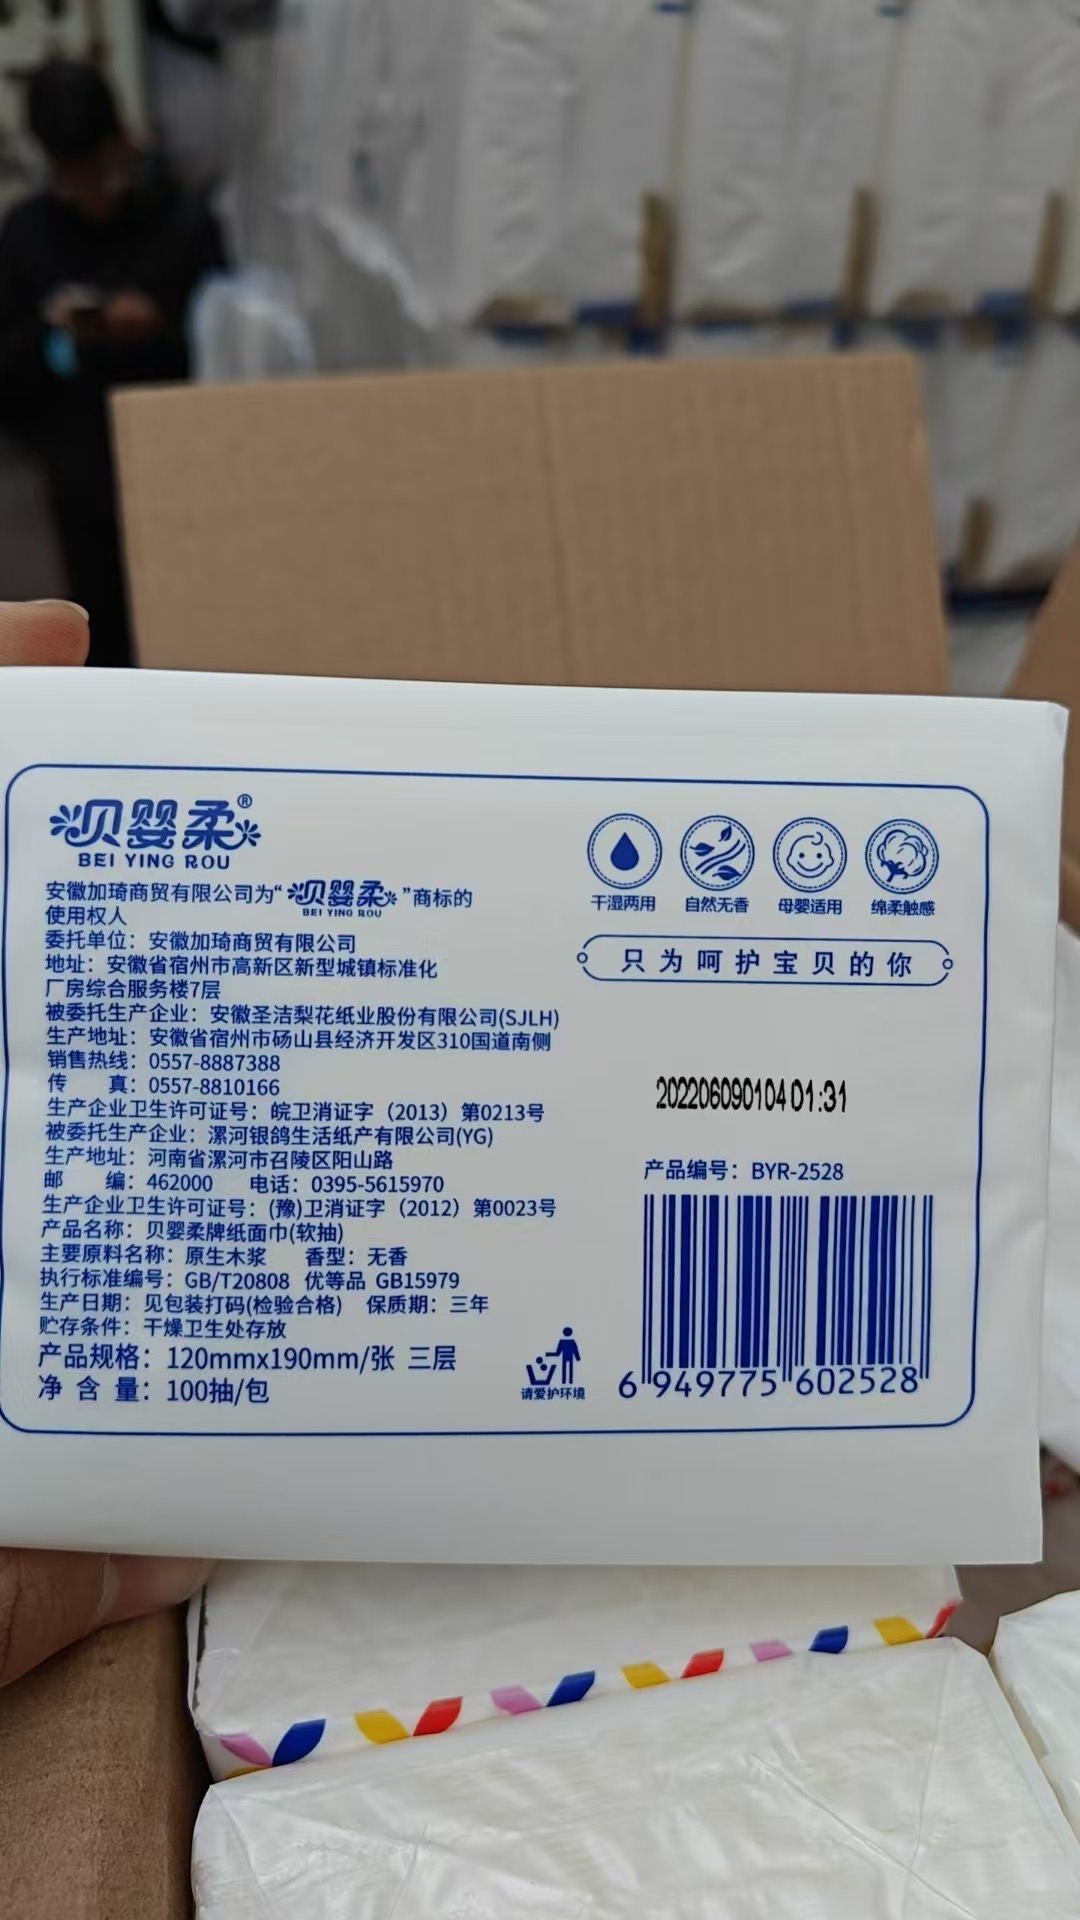 贝婴柔®
BEI YING ROU
安徽加琦商贸有限公司为“贝婴柔”商标的
BEI YING ROU
使用权人
委托单位：安徽加琦商贸有限公司
地址：安徽省宿州市高新区新型城镇标准化
厂房综合服务楼7层
被委托生产企业：安徽圣洁梨花纸业股份有限公司(SJLH)
生产地址：安徽省宿州市砀山县经济开发区310国道南侧
销售热线：0557-8887388
传 真：0557-8810166
生产企业卫生许可证号：皖卫消证字（2013）第0213号
被委托生产企业：漯河银鸽生活纸产有限公司(YG)
生产地址：河南省漯河市召陵区阳山路
邮 编：462000 电话：0395-5615970
生产企业卫生许可证号：(豫)卫消证字（2012）第0023号
产品名称：贝婴柔牌纸面巾(软抽)
主要原料名称：原生木浆 香型：无香
执行标准编号：GB/T20808 优等品 GB15979
生产日期：见包装打码(检验合格) 保质期：三年
贮存条件：干燥卫生处存放
产品规格：120mmx190mm/张 三层
净 含 量：100抽/包
请爱护环境
干湿两用 自然无香 母婴适用 绵柔触感
只为呵护宝贝的你
202206090104 01:31
产品编号：BYR-2528
6 949775 602528